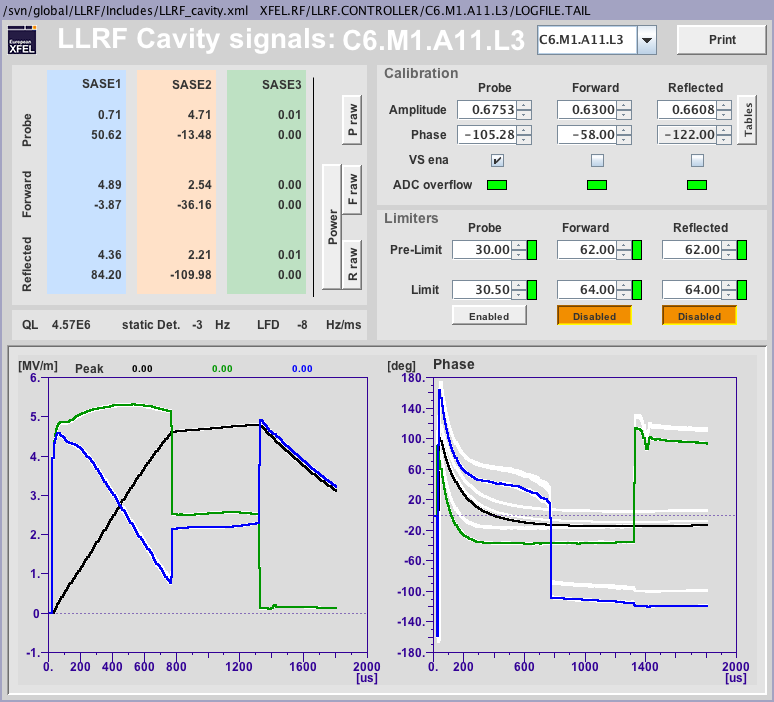 /svn/global/LLRF/Includes/LLRF_cavity.xml XFEL.RF/LLRF.CONTROLLER/C6.M1.A11.L3/LOGFILE.TAIL
European
XFEL
LLRF Cavity signals: C6.M1.A11.L3
C6.M1.A11.L3
Print
SASE1 SASE2 SASE3
Probe
0.71 4.71 0.01
50.62 -13.48 0.00
P raw
Forward
4.89 2.54 0.00
-3.87 -36.16 0.00
F raw
Power
Reflected
4.36 2.21 0.01
84.20 -109.98 0.00
R raw
QL 4.57E6 static Det. -3 Hz LFD -8 Hz/ms
Calibration
Probe Forward Reflected
Amplitude 0.6753 0.6300 0.6608
Phase -105.28 -58.00 -122.00
Tables
VS ena
ADC overflow
Limiters
Probe Forward Reflected
Pre-Limit 30.00 62.00 62.00
Limit 30.50 64.00 64.00
Enabled Disabled Disabled
[MV/m] Peak 0.00 0.00 0.00
6.
5.
4.
3.
2.
1.
0.
-1.
0. 200 400 600 800 1200 1600 2000
[us]
[deg] Phase
180.
140.
100.
60.
20.
-20.
-60.
-100.
-140.
-180.
0. 200 600 1000 1400 2000
[us]